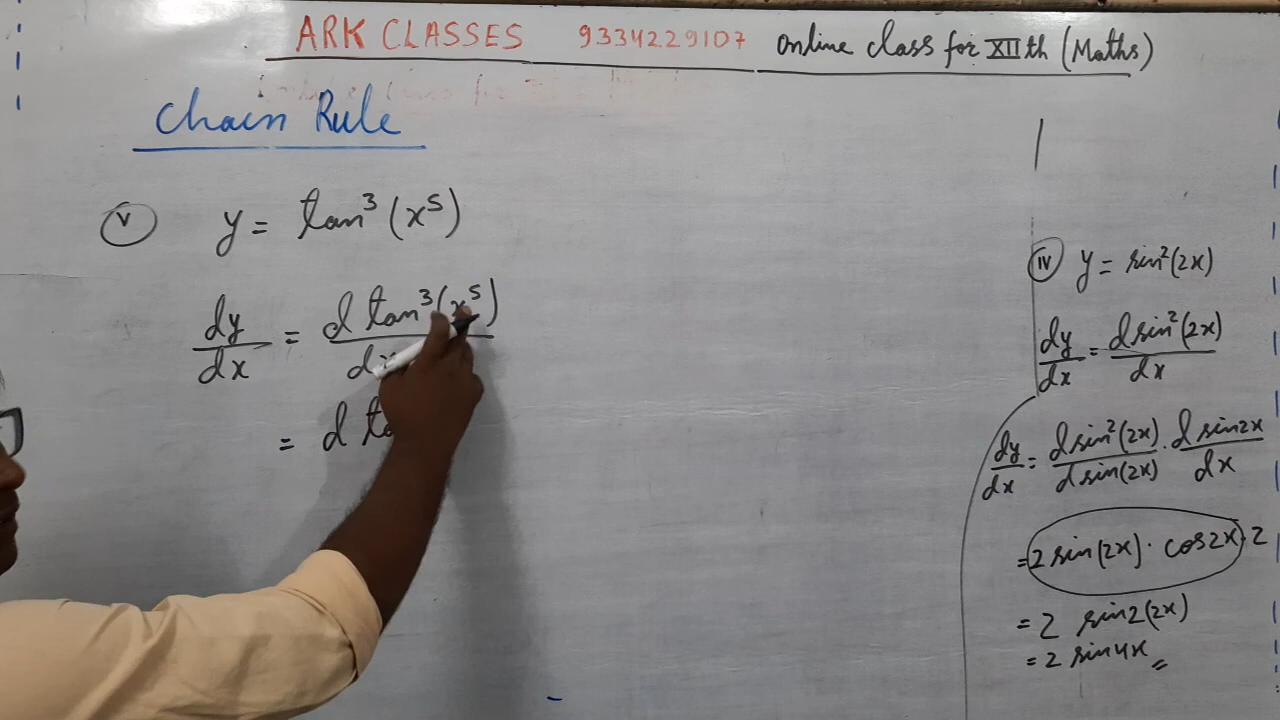 ARK CLASSES 9334229107 online class for XIIth (Maths)
Chain Rule
(v) y = tan³(x⁵)
dy/dx = d tan³(x⁵)/dx
= d
(iv) y = sin²(2x)
dy/dx = d sin²(2x)/dx
dy/dx = d sin²(2x)/d sin(2x) · d sin2x/dx
= 2 sin(2x) · cos2x · 2
= 2 sin2(2x)
= 2 sin4x